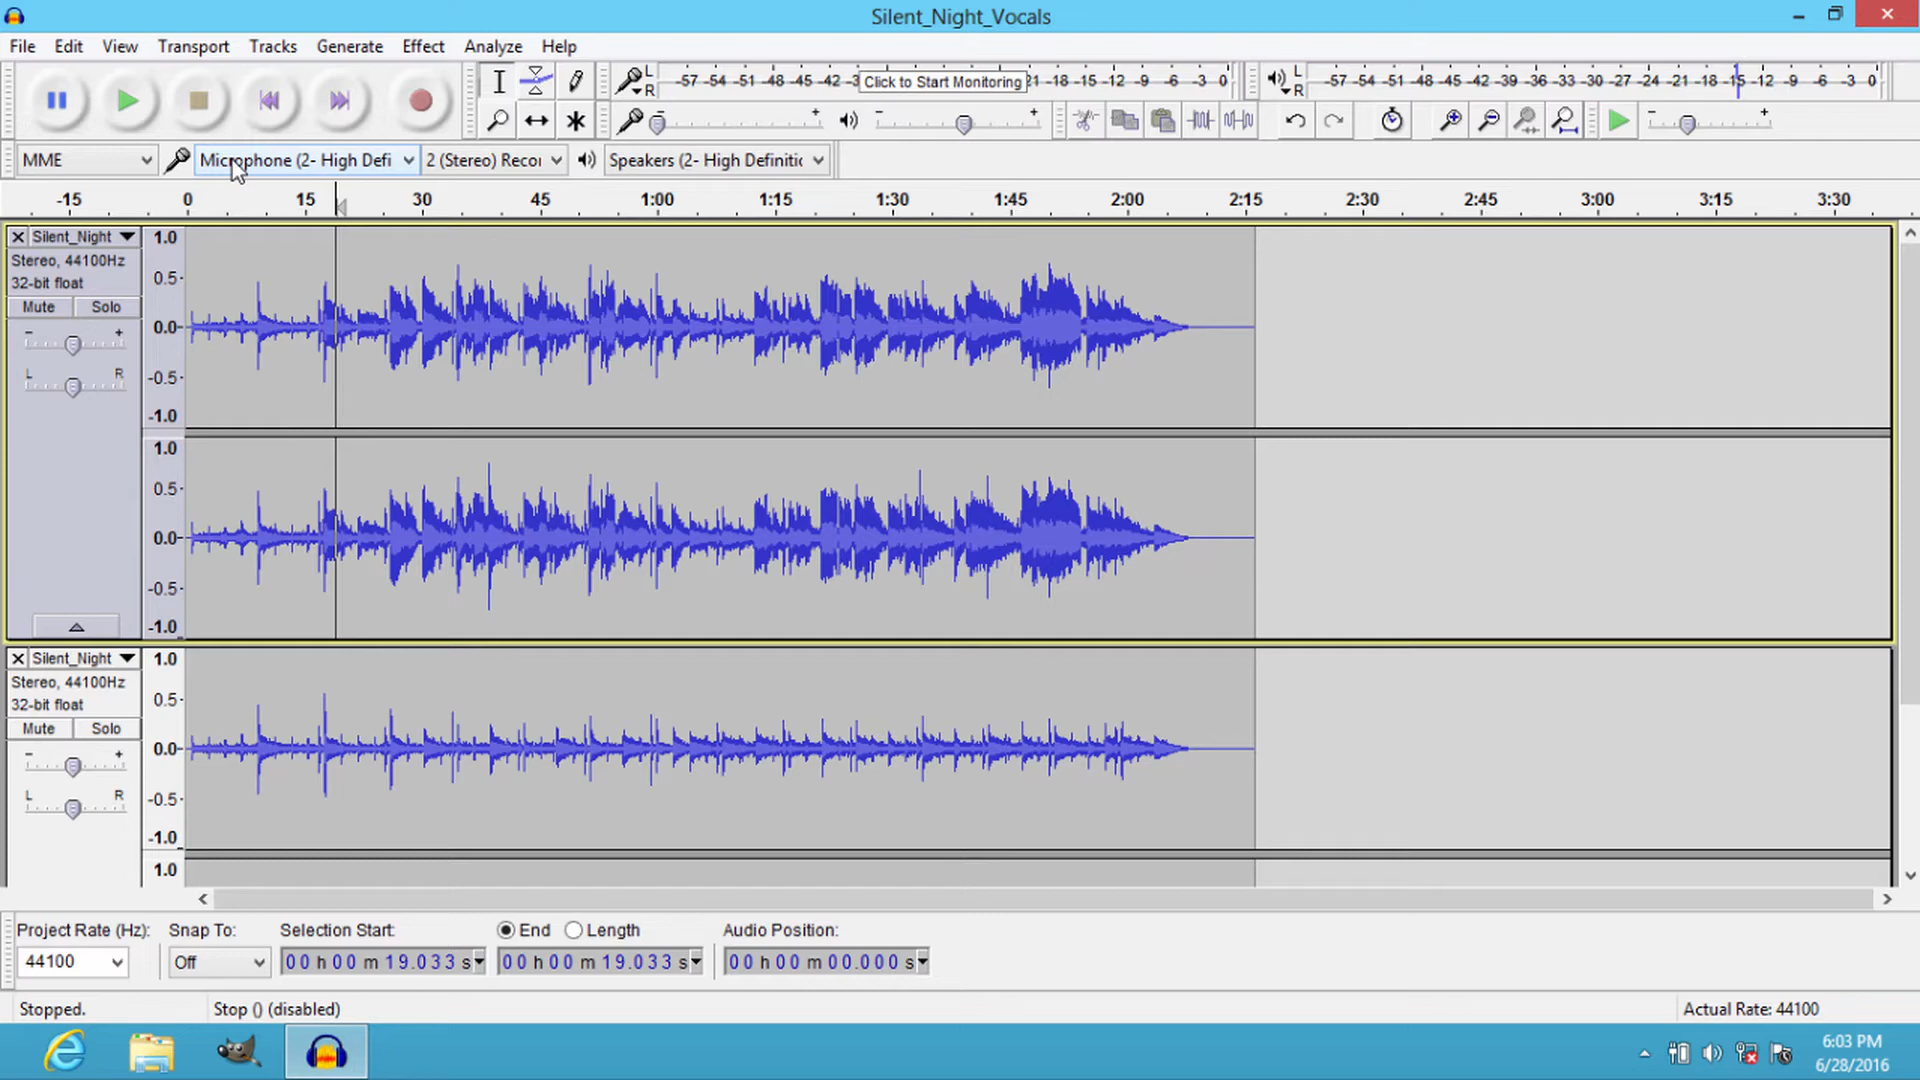 Silent_Night_Vocals
File Edit View Transport Tracks Generate Effect Analyze Help
L -57 -54 -51 -48 -45 -42 -3 Click to Start Monitoring 21 -18 -15 -12 -9 -6 -3 0 L -57 -54 -51 -48 -45 -42 -39 -36 -33 -30 -27 -24 -21 -18 -15 -12 -9 -6 -3 0
R R
- + - + - +
MME Microphone (2- High Defi 2 (Stereo) Recor Speakers (2- High Definitic
-15 0 15 30 45 1:00 1:15 1:30 1:45 2:00 2:15 2:30 2:45 3:00 3:15 3:30
Silent_Night 1.0
Stereo, 44100Hz
32-bit float 0.5
Mute Solo
- + 0.0
L R -0.5
-1.0
1.0
0.5
0.0
-0.5
-1.0
Silent_Night 1.0
Stereo, 44100Hz
32-bit float 0.5
Mute Solo
- + 0.0
L R -0.5
-1.0
1.0
Project Rate (Hz): Snap To: Selection Start: End Length Audio Position:
44100 Off 00 h 00 m 19.033 s 00 h 00 m 19.033 s 00 h 00 m 00.000 s
Stopped. Stop () (disabled) Actual Rate: 44100
6:03 PM
6/28/2016